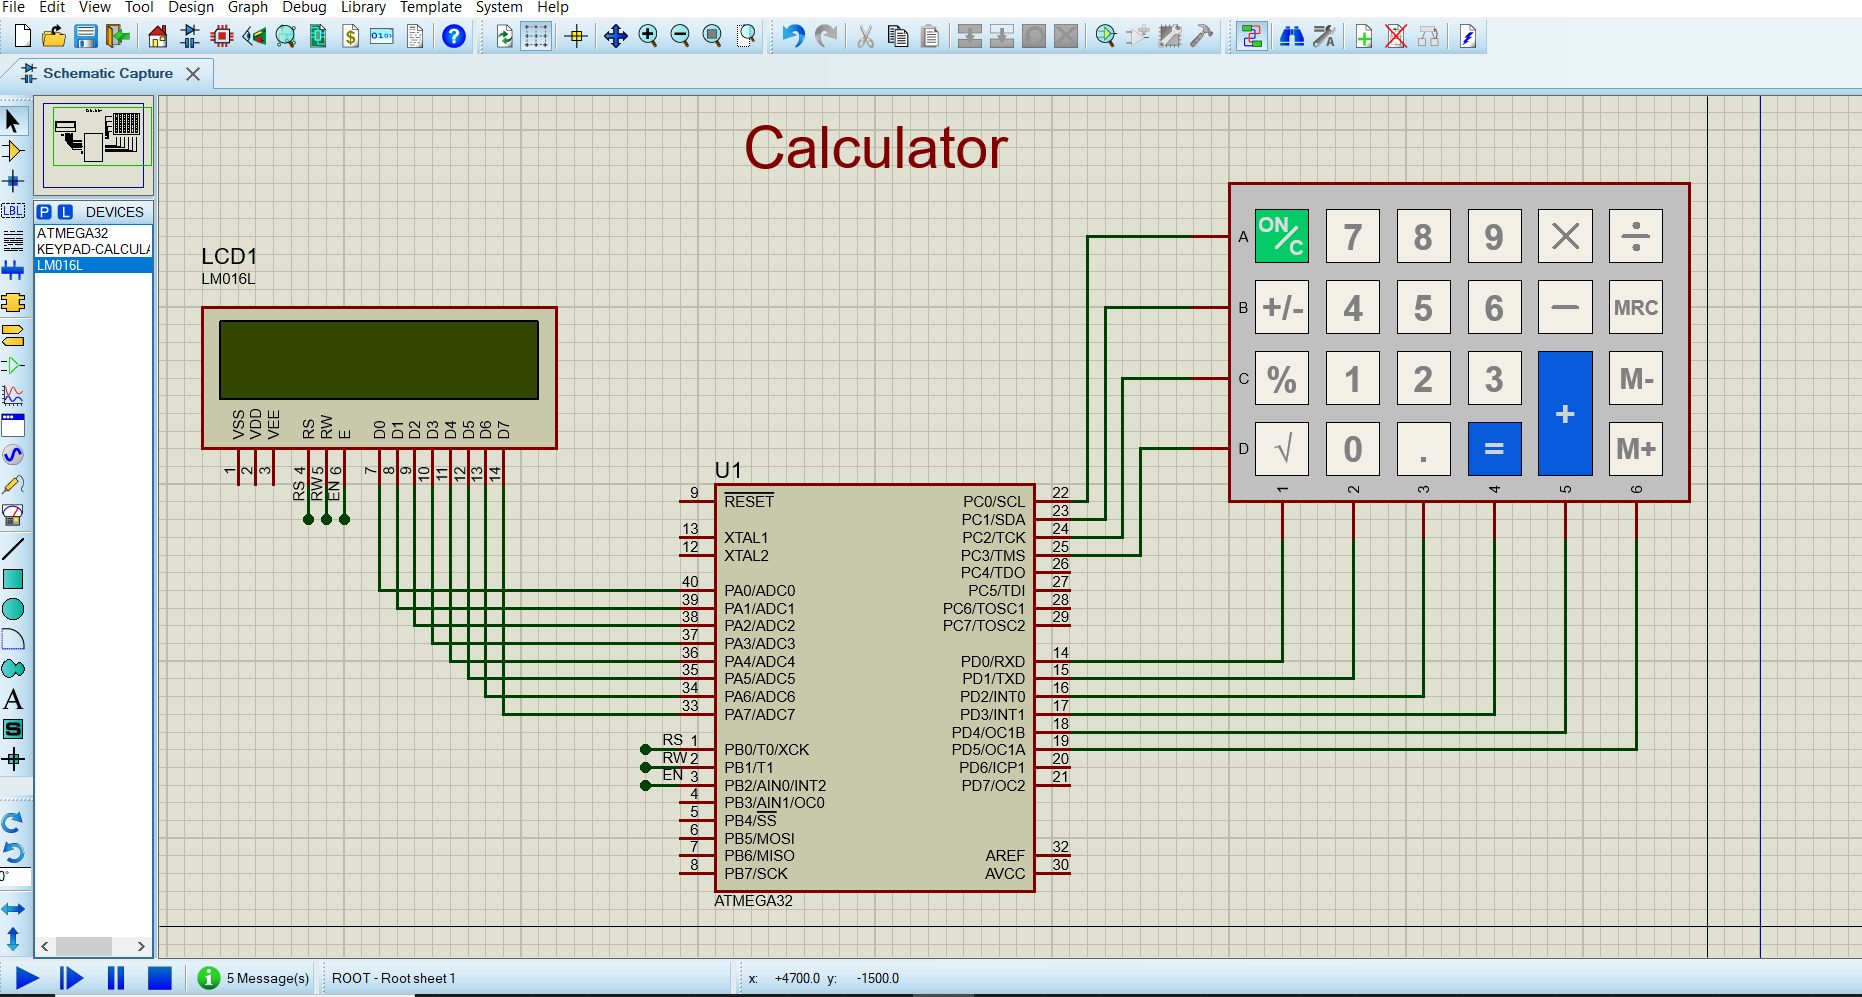 File Edit View Tool Design Graph Debug Library Template System Help
Schematic Capture
P L DEVICES
ATMEGA32
KEYPAD-CALCUL
LM016L
Calculator
LCD1
LM016L
VSS VDD VEE RS RW E D0 D1 D2 D3 D4 D5 D6 D7
1 2 3 4 5 6 7 8 9 10 11 12 13 14
RS RW EN
A ON/C 7 8 9 × ÷
B +/- 4 5 6 − MRC
C % 1 2 3 + M-
D √ 0 . = M+
1 2 3 4 5 6
U1
9 RESET PC0/SCL 22
PC1/SDA 23
13 XTAL1 PC2/TCK 24
12 XTAL2 PC3/TMS 25
PC4/TDO 26
40 PA0/ADC0 PC5/TDI 27
39 PA1/ADC1 PC6/TOSC1 28
38 PA2/ADC2 PC7/TOSC2 29
37 PA3/ADC3
36 PA4/ADC4 PD0/RXD 14
35 PA5/ADC5 PD1/TXD 15
34 PA6/ADC6 PD2/INT0 16
33 PA7/ADC7 PD3/INT1 17
PD4/OC1B 18
RS 1 PB0/T0/XCK PD5/OC1A 19
RW 2 PB1/T1 PD6/ICP1 20
EN 3 PB2/AIN0/INT2 PD7/OC2 21
4 PB3/AIN1/OC0
5 PB4/SS
6 PB5/MOSI
7 PB6/MISO AREF 32
8 PB7/SCK AVCC 30
ATMEGA32
LBL
A
S
0°
5 Message(s) ROOT - Root sheet 1 x: +4700.0 y: -1500.0